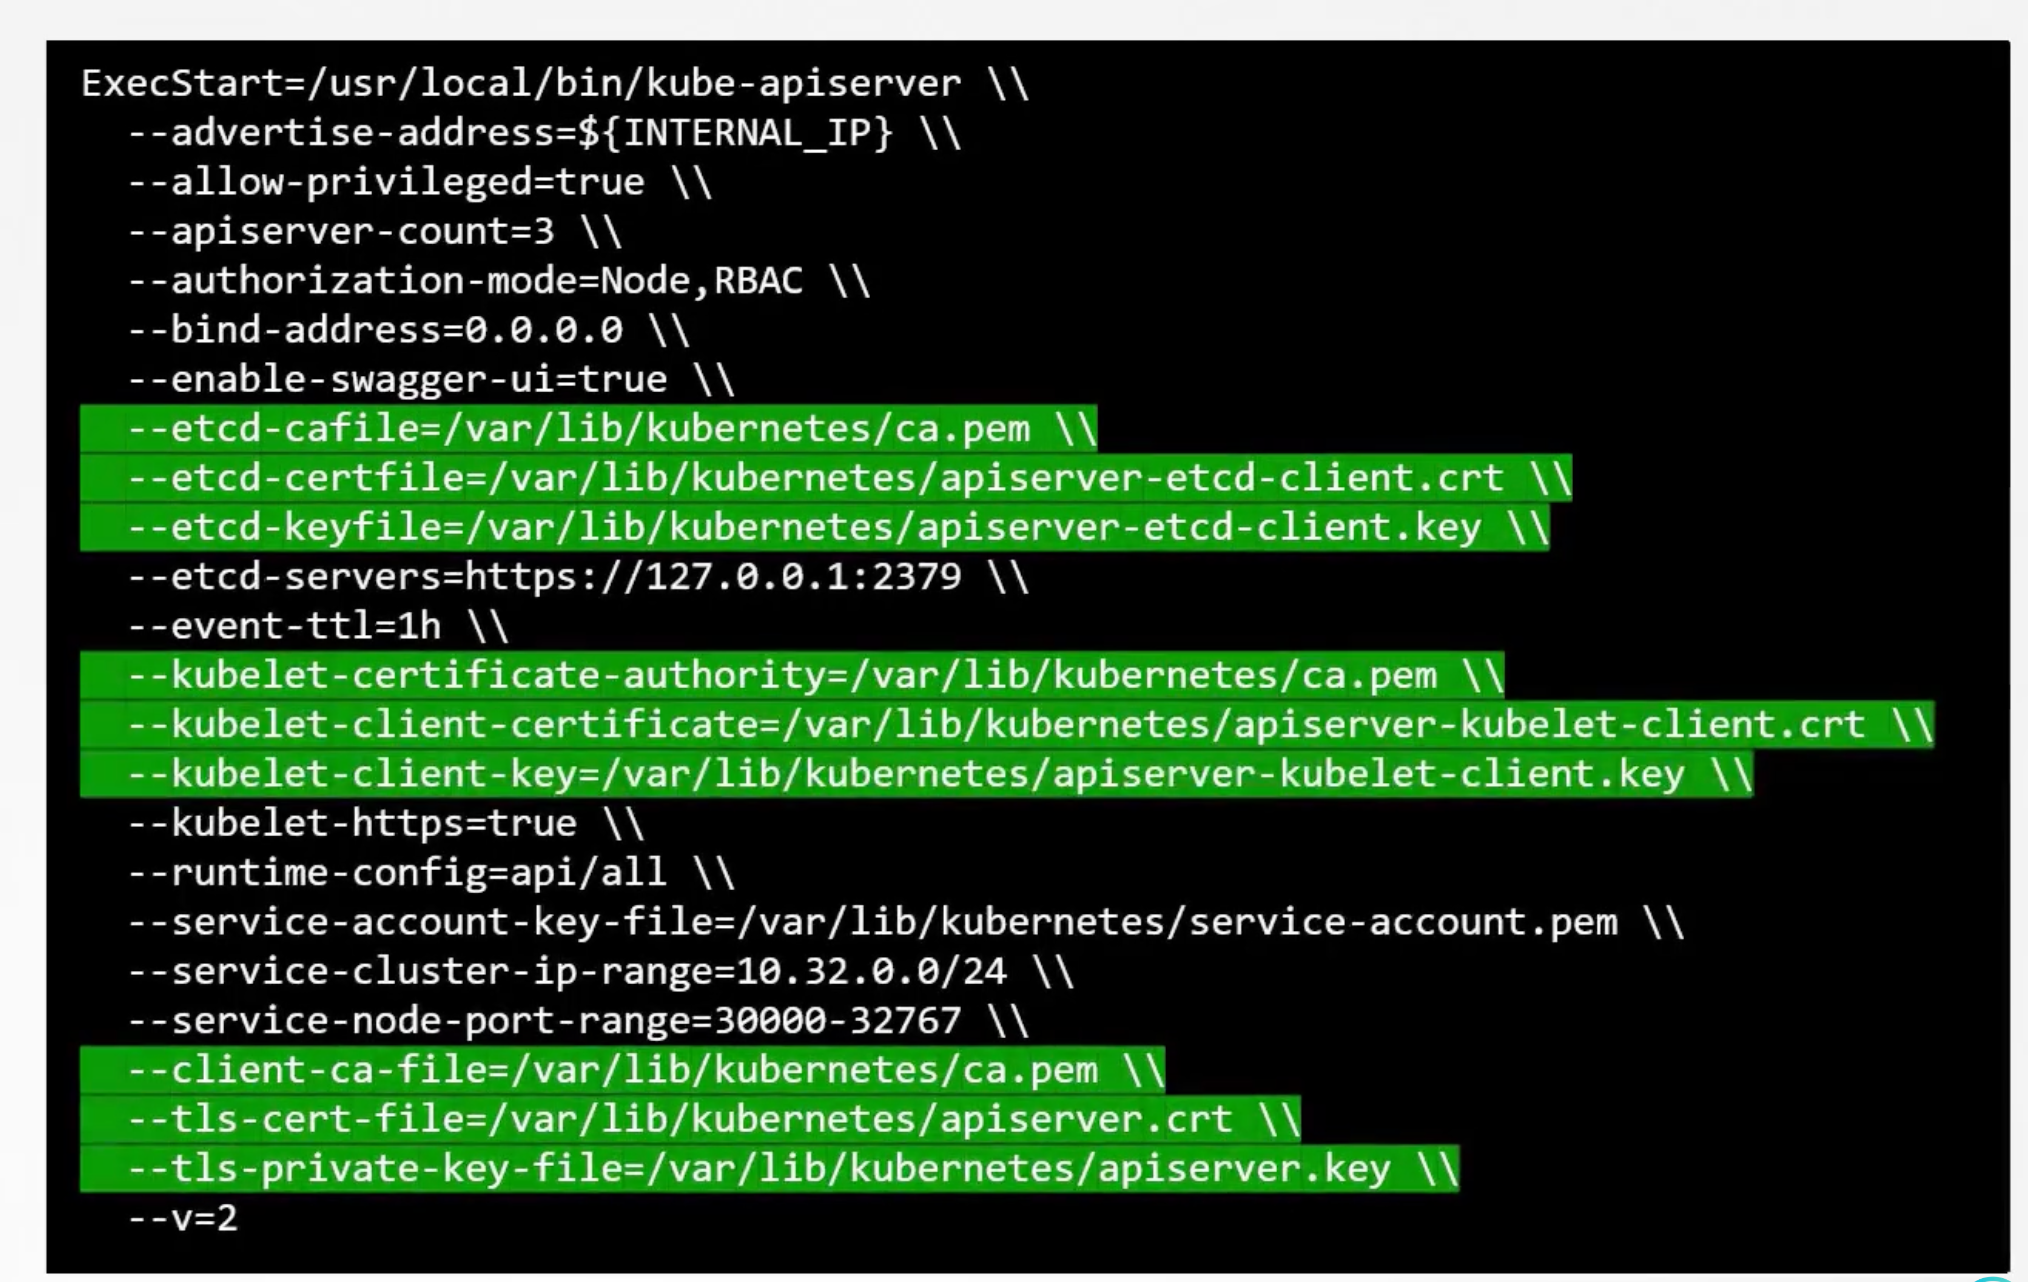 ExecStart=/usr/local/bin/kube-apiserver \\
--advertise-address=${INTERNAL_IP} \\
--allow-privileged=true \\
--apiserver-count=3 \\
--authorization-mode=Node,RBAC \\
--bind-address=0.0.0.0 \\
--enable-swagger-ui=true \\
--etcd-cafile=/var/lib/kubernetes/ca.pem \\
--etcd-certfile=/var/lib/kubernetes/apiserver-etcd-client.crt \\
--etcd-keyfile=/var/lib/kubernetes/apiserver-etcd-client.key \\
--etcd-servers=https://127.0.0.1:2379 \\
--event-ttl=1h \\
--kubelet-certificate-authority=/var/lib/kubernetes/ca.pem \\
--kubelet-client-certificate=/var/lib/kubernetes/apiserver-kubelet-client.crt \\
--kubelet-client-key=/var/lib/kubernetes/apiserver-kubelet-client.key \\
--kubelet-https=true \\
--runtime-config=api/all \\
--service-account-key-file=/var/lib/kubernetes/service-account.pem \\
--service-cluster-ip-range=10.32.0.0/24 \\
--service-node-port-range=30000-32767 \\
--client-ca-file=/var/lib/kubernetes/ca.pem \\
--tls-cert-file=/var/lib/kubernetes/apiserver.crt \\
--tls-private-key-file=/var/lib/kubernetes/apiserver.key \\
--v=2